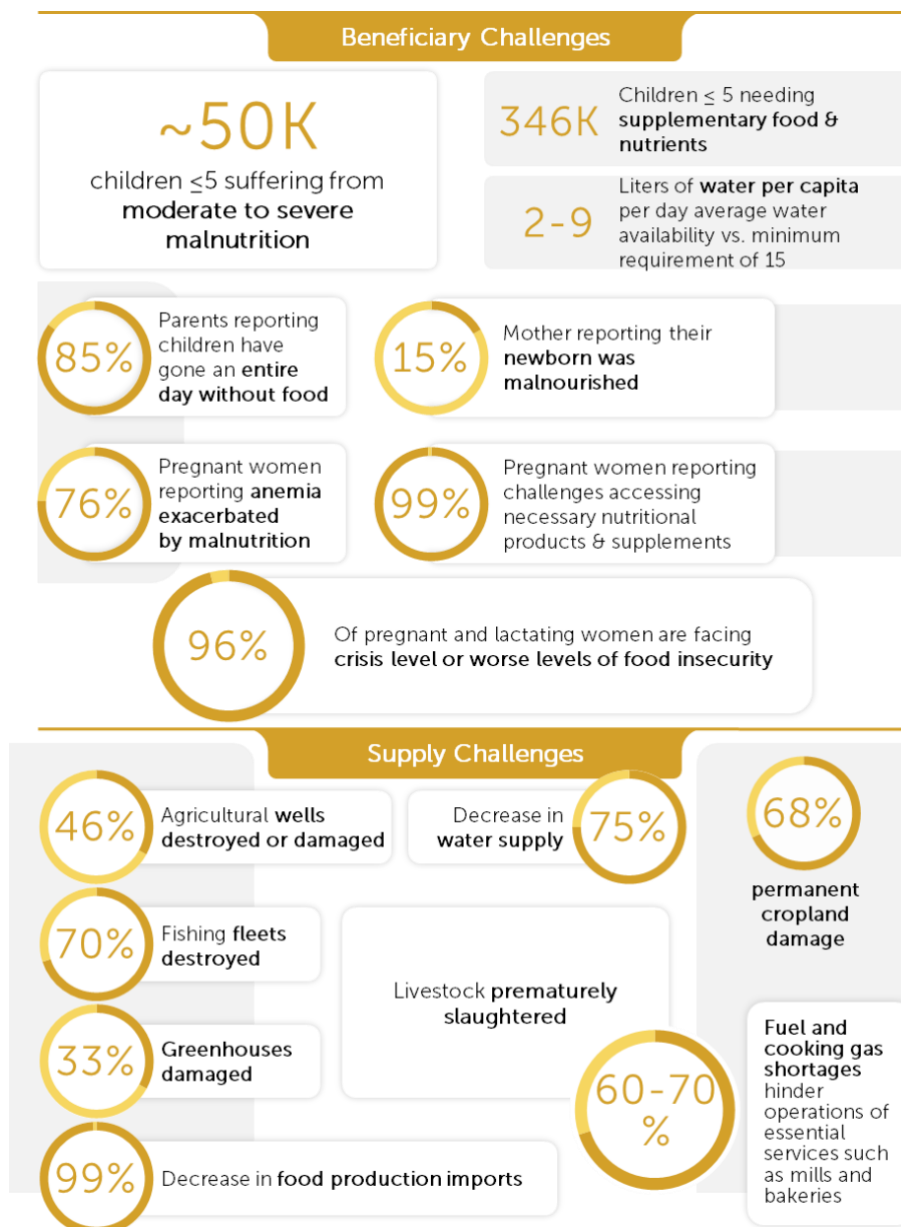 Beneficiary Challenges
~50K
children ≤5 suffering from
moderate to severe
malnutrition
346K
Children ≤ 5 needing
supplementary food &
nutrients
2-9
Liters of water per capita
per day average water
availability vs. minimum
requirement of 15
85%
Parents reporting
children have
gone an entire
day without food
15%
Mother reporting their
newborn was
malnourished
76%
Pregnant women
reporting anemia
exacerbated
by malnutrition
99%
Pregnant women reporting
challenges accessing
necessary nutritional
products & supplements
96%
Of pregnant and lactating women are facing
crisis level or worse levels of food insecurity
Supply Challenges
46%
Agricultural wells
destroyed or damaged
Decrease in
water supply
75%
68%
permanent
cropland
damage
70%
Fishing fleets
destroyed
Livestock prematurely
slaughtered
60-70
%
33%
Greenhouses
damaged
Fuel and
cooking gas
shortages
hinder
operations of
essential
services such
as mills and
bakeries
99%
Decrease in food production imports